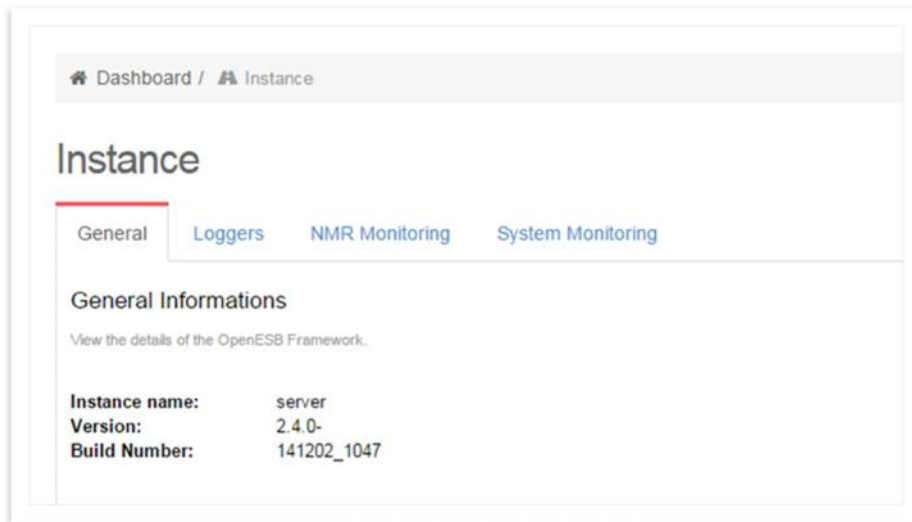 Dashboard / Instance
Instance
General Loggers NMR Monitoring System Monitoring
General Informations
View the details of the OpenESB Framework.
Instance name: server
Version: 2.4.0-
Build Number: 141202_1047